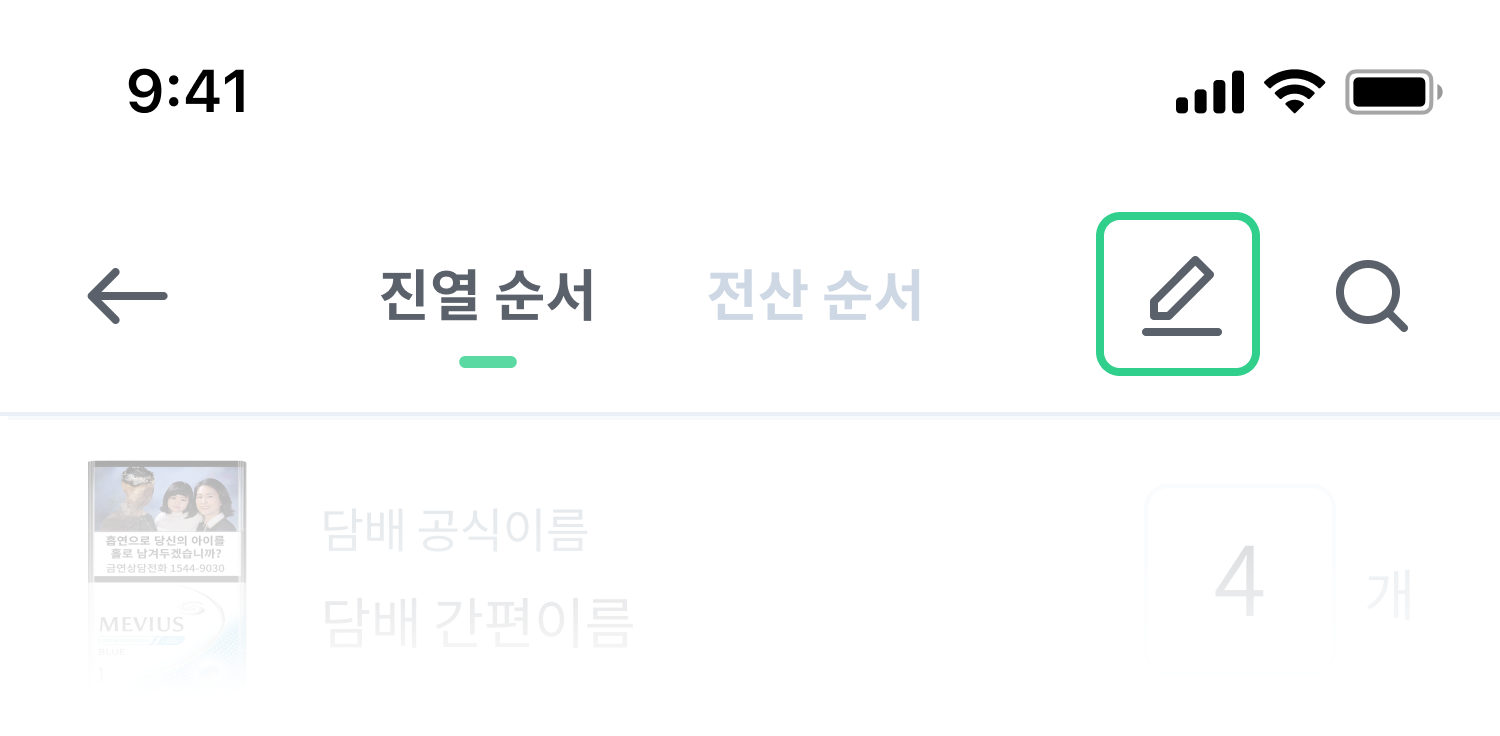 9:41
진열 순서 전산 순서
흡연으로 당신의 아이를
홀로 남겨두겠습니까?
금연상담전화 1544-9030
MEVIUS
BLUE
1
담배 공식이름
담배 간편이름
4 개